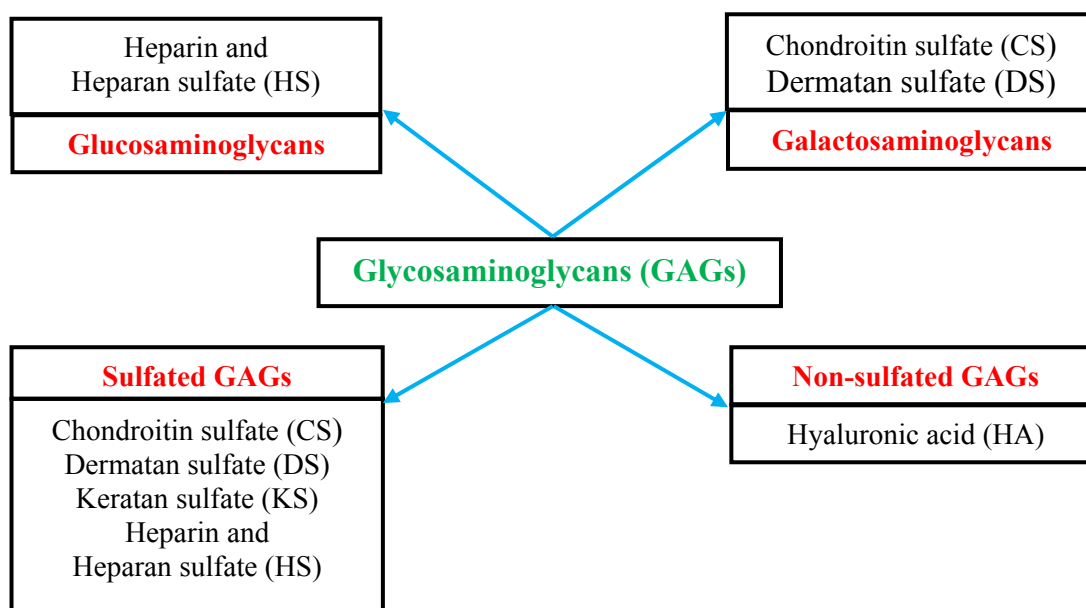 Heparin and
Heparan sulfate (HS)
Glucosaminoglycans
Chondroitin sulfate (CS)
Dermatan sulfate (DS)
Galactosaminoglycans
Glycosaminoglycans (GAGs)
Sulfated GAGs
Chondroitin sulfate (CS)
Dermatan sulfate (DS)
Keratan sulfate (KS)
Heparin and
Heparan sulfate (HS)
Non-sulfated GAGs
Hyaluronic acid (HA)